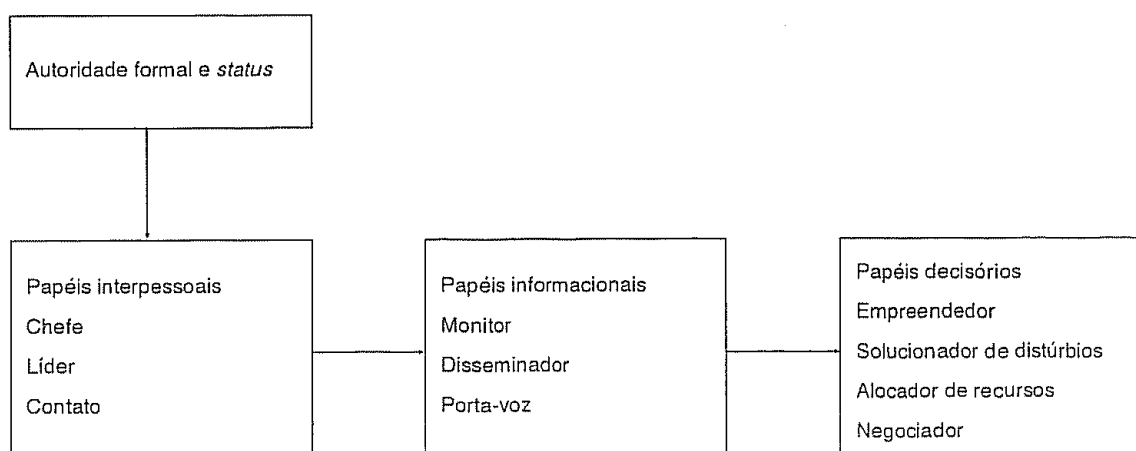 Autoridade formal e status
Papéis interpessoais
Chefe
Líder
Contato
Papéis informacionais
Monitor
Disseminador
Porta-voz
Papéis decisórios
Empreendedor
Solucionador de distúrbios
Alocador de recursos
Negociador